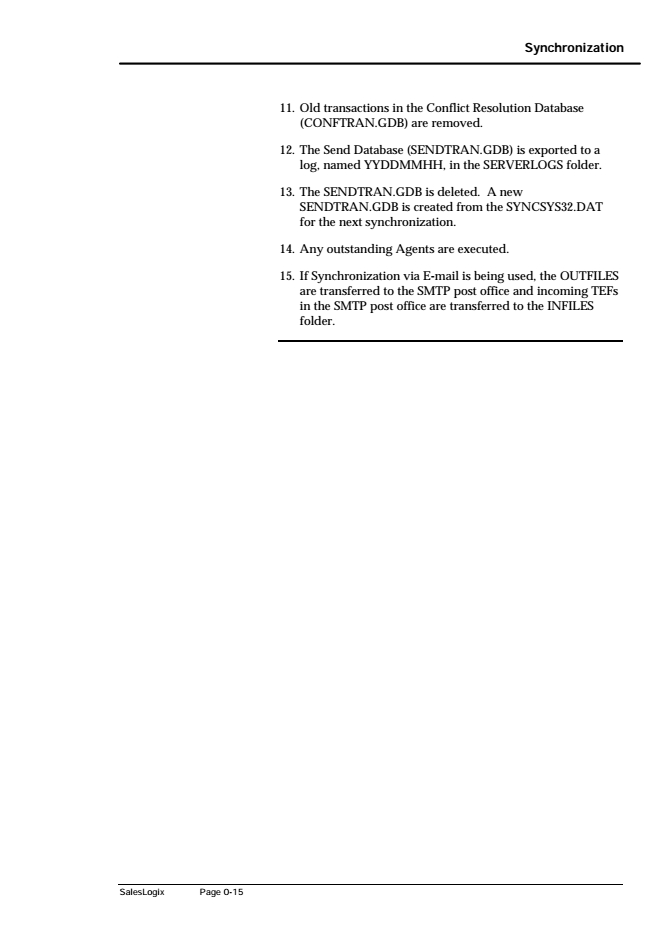 Synchronization
11. Old transactions in the Conflict Resolution Database
(CONFTRAN.GDB) are removed.
12. The Send Database (SENDTRAN.GDB) is exported to a
log, named YYDDMMHH, in the SERVERLOGS folder.
13. The SENDTRAN.GDB is deleted.  A new
SENDTRAN.GDB is created from the SYNCSYS32.DAT
for the next synchronization.
14. Any outstanding Agents are executed.
15. If Synchronization via E-mail is being used, the OUTFILES
are transferred to the SMTP post office and incoming TEFs
in the SMTP post office are transferred to the INFILES
folder.
SalesLogix Page 0-15